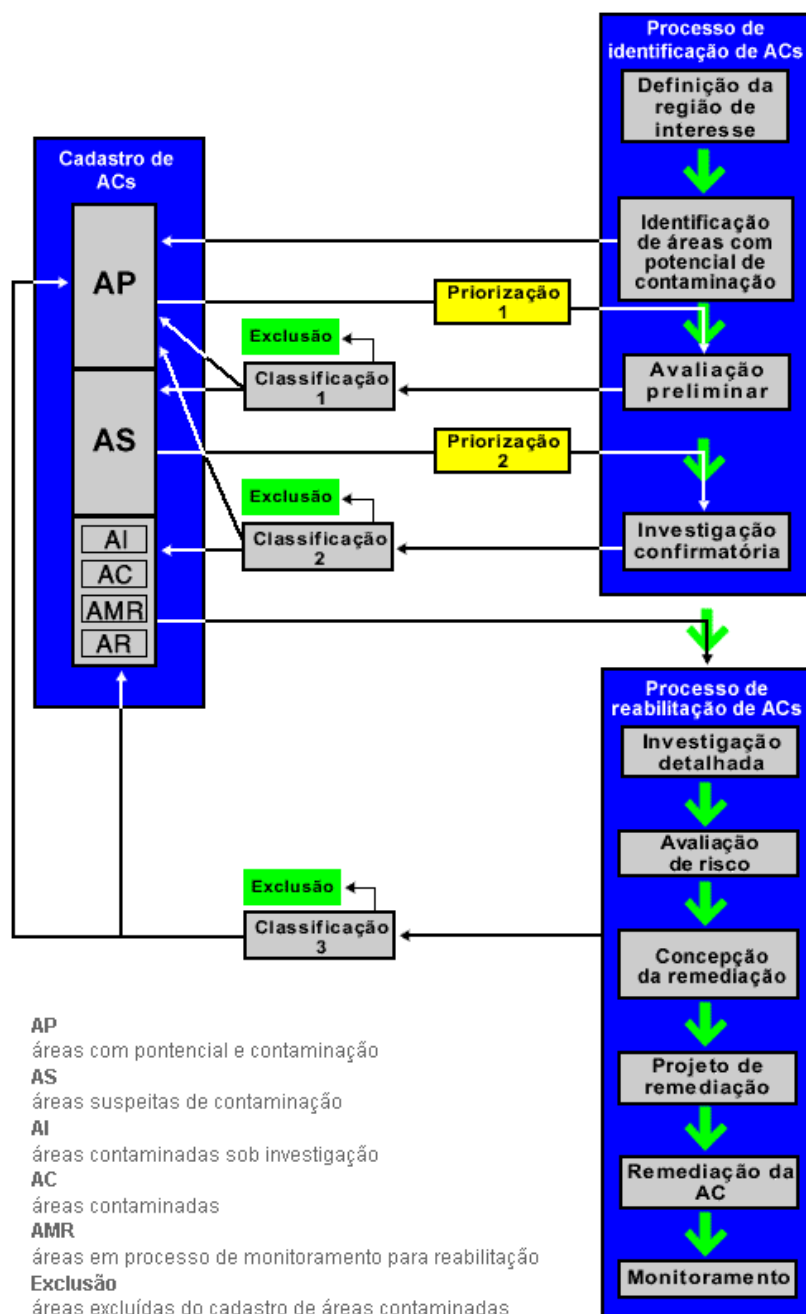 Processo de
identificação de ACs
Definição da
região de
interesse
Identificação
de áreas com
potencial de
contaminação
Avaliação
preliminar
Investigação
confirmatória
Cadastro de
ACs
AP
AS
AI
AC
AMR
AR
Priorização
1
Exclusão
Classificação
1
Priorização
2
Exclusão
Classificação
2
Processo de
reabilitação de ACs
Investigação
detalhada
Avaliação
de risco
Concepção
da remediação
Projeto de
remediação
Remediação da
AC
Monitoramento
Exclusão
Classificação
3
AP
áreas com pontencial e contaminação
AS
áreas suspeitas de contaminação
AI
áreas contaminadas sob investigação
AC
áreas contaminadas
AMR
áreas em processo de monitoramento para reabilitação
Exclusão
áreas excluídas do cadastro de áreas contaminadas